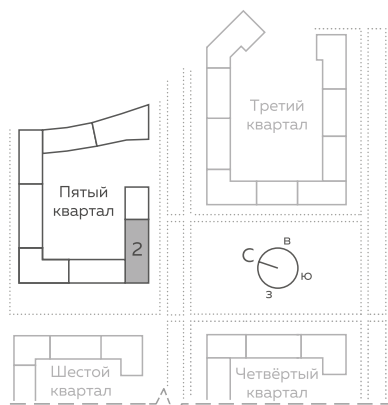 Третий
квартал
Пятый
квартал
2
в
С
ю
з
Шестой
квартал
Четвёртый
квартал